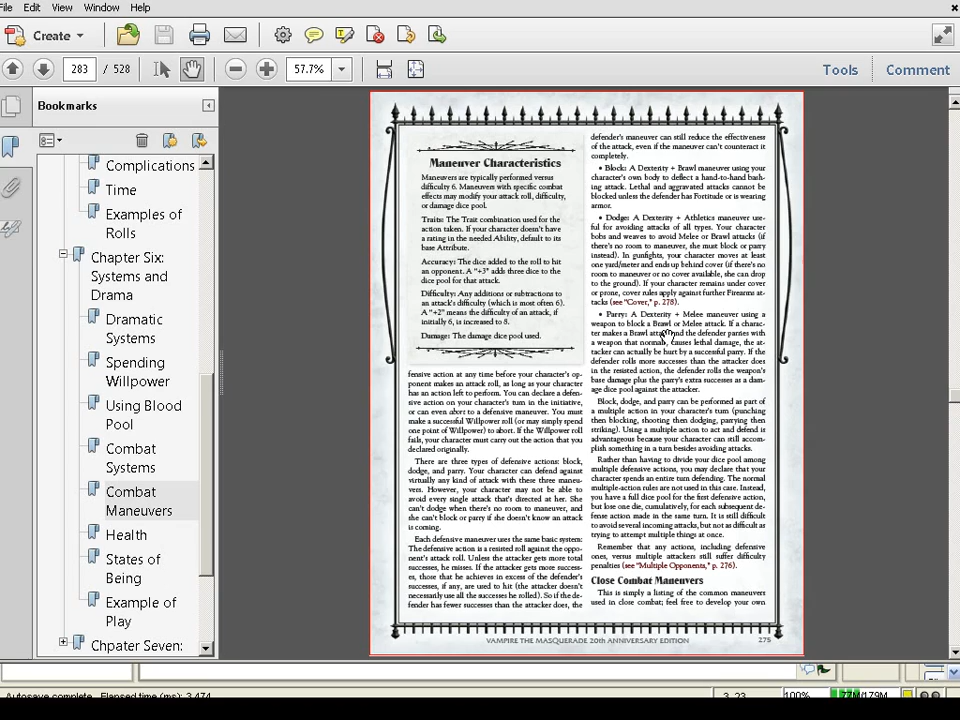 File Edit View Window Help
Create
283 / 528 57.7% Tools Comment
Bookmarks
Complications
Time
Examples of
Rolls
Chapter Six:
Systems and
Drama
Dramatic
Systems
Spending
Willpower
Using Blood
Pool
Combat
Systems
Combat
Maneuvers
Health
States of
Being
Example of
Play
Chpater Seven:
Maneuver Characteristics
Maneuvers are typically performed versus
difficulty 6. Maneuvers with specific combat
effects may modify your attack roll, difficulty,
or damage dice pool.
Traits: The Trait combination used for the
action taken. If your character doesn't have
a rating in the needed Ability, default to its
base Attribute.
Accuracy: The dice added to the roll to hit
an opponent. A "+3" adds three dice to the
dice pool for that attack.
Difficulty: Any additions or subtractions to
an attack's difficulty (which is most often 6).
A "+2" means the difficulty of an attack, if
initially 6, is increased to 8.
Damage: The damage dice pool used.
fensive action at any time before your character's op-
ponent makes an attack roll, as long as your character
has an action left to perform. You can declare a defen-
sive action on your character's turn in the initiative,
or can even abort to a defensive maneuver. You must
make a successful Willpower roll (or may simply spend
one point of Willpower) to abort. If the Willpower roll
fails, your character must carry out the action that you
declared originally.
There are three types of defensive actions: block,
dodge, and parry. Your character can defend against
virtually any kind of attack with these three maneu-
vers. However, your character may not be able to
avoid every single attack that's directed at her. She
can't dodge when there's no room to maneuver, and
she can't block or parry if she doesn't know an attack
is coming.
Each defensive maneuver uses the same basic system:
The defensive action is a resisted roll against the oppo-
nent's attack roll. Unless the attacker gets more total
successes, he misses. If the attacker gets more success-
es, those that he achieves in excess of the defender's
successes, if any, are used to hit (the attacker doesn't
necessarily use all the successes he rolled). So if the de-
fender has fewer successes than the attacker does, the
defender's maneuver can still reduce the effectiveness
of the attack, even if the maneuver can't counteract it
completely.
• Block: A Dexterity + Brawl maneuver using your
character's own body to deflect a hand-to-hand bash-
ing attack. Lethal and aggravated attacks cannot be
blocked unless the defender has Fortitude or is wearing
armor.
• Dodge: A Dexterity + Athletics maneuver use-
ful for avoiding attacks of all types. Your character
bobs and weaves to avoid Melee or Brawl attacks (if
there's no room to maneuver, she must block or parry
instead). In gunfights, your character moves at least
one yard/meter and ends up behind cover (if there's no
room to maneuver or no cover available, she can drop
to the ground). If your character remains under cover
or prone, cover rules apply against further Firearms at-
tacks (see "Cover," p. 278).
• Parry: A Dexterity + Melee maneuver using a
weapon to block a Brawl or Melee attack. If a charac-
ter makes a Brawl attack and the defender parries with
a weapon that normally causes lethal damage, the at-
tacker can actually be hurt by a successful parry. If the
defender rolls more successes than the attacker does
in the resisted action, the defender rolls the weapon's
base damage plus the parry's extra successes as a dam-
age dice pool against the attacker.
Block, dodge, and parry can be performed as part of
a multiple action in your character's turn (punching
then blocking, shooting then dodging, parrying then
striking). Using a multiple action to act and defend is
advantageous because your character can still accom-
plish something in a turn besides avoiding attacks.
Rather than having to divide your dice pool among
multiple defensive actions, you may declare that your
character spends an entire turn defending. The normal
multiple-action rules are not used in this case. Instead,
you have a full dice pool for the first defensive action,
but lose one die, cumulatively, for each subsequent de-
fense action made in the same turn. It is still difficult
to avoid several incoming attacks, but not as difficult as
trying to attempt multiple things at once.
Remember that any actions, including defensive
ones, versus multiple attackers still suffer difficulty
penalties (see "Multiple Opponents," p. 276).
Close Combat Maneuvers
This is simply a listing of the common maneuvers
used in close combat; feel free to develop your own
VAMPIRE THE MASQUERADE 20th ANNIVERSARY EDITION 275
Autosave complete. Elapsed time (ms): 3,474 3, 23 100% 77M/179M